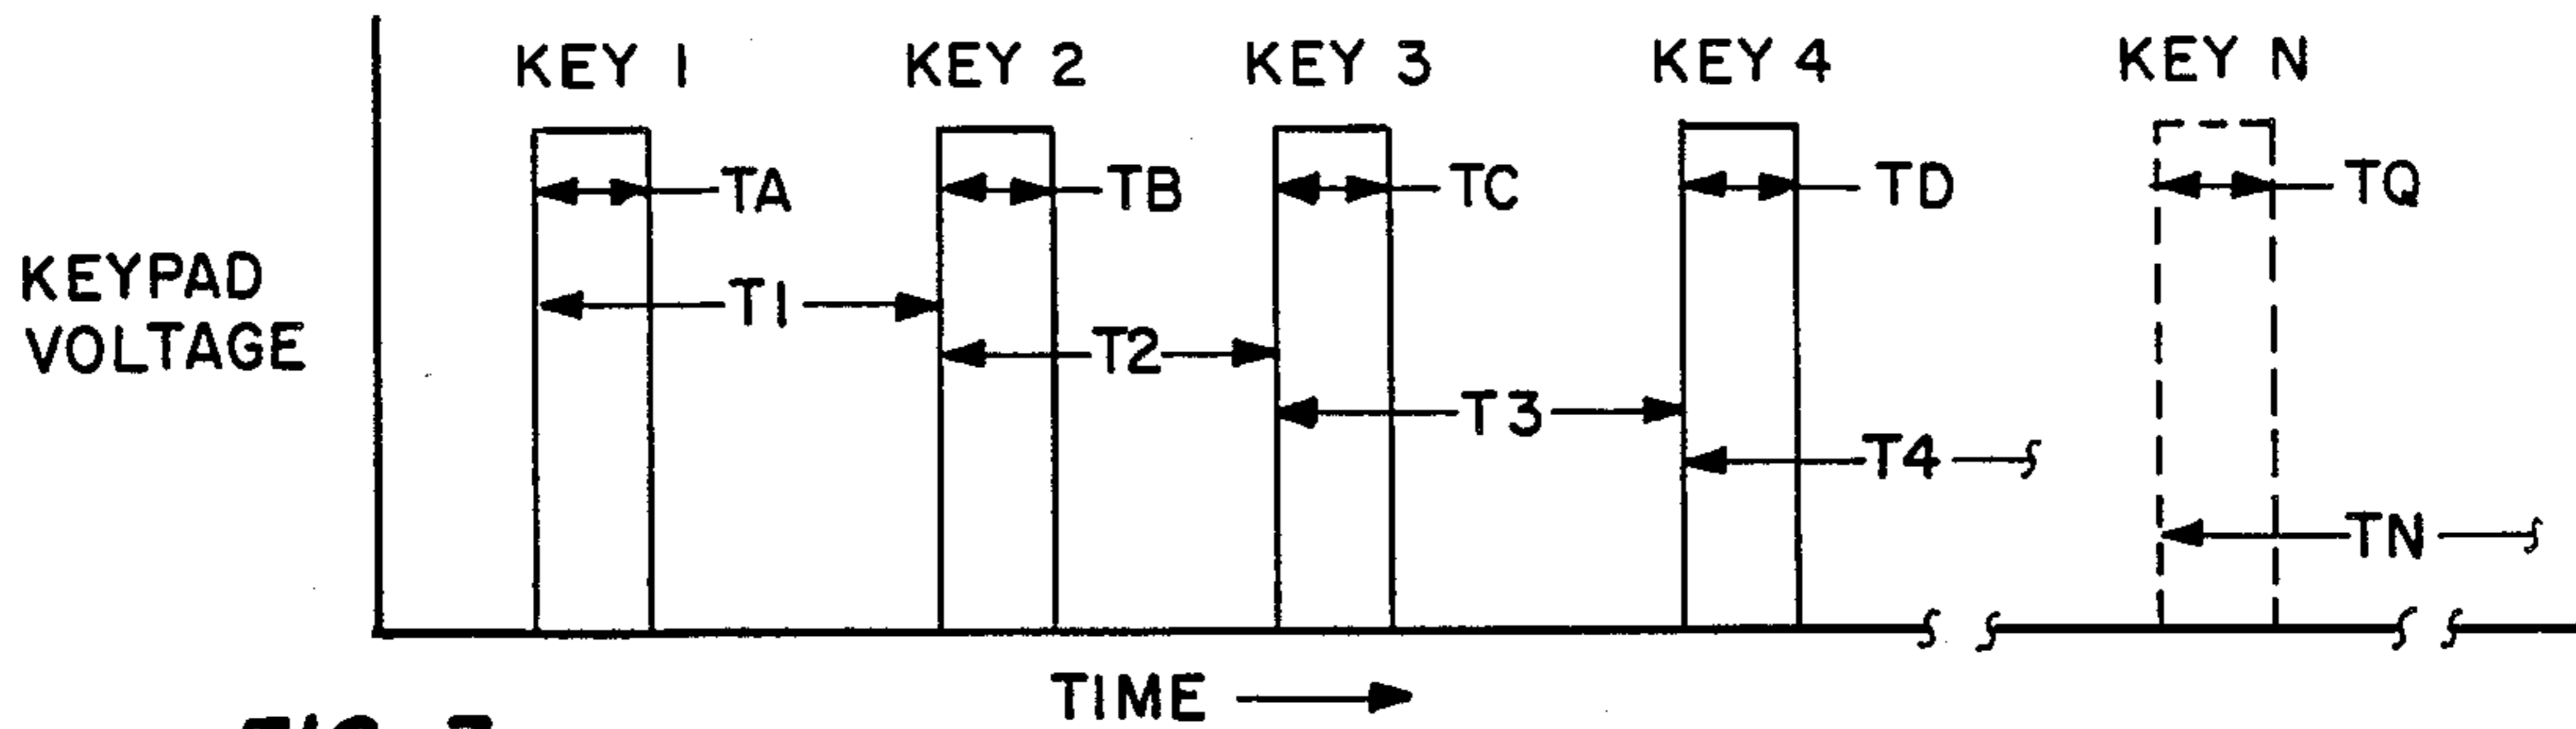 KEY 1 KEY 2 KEY 3 KEY 4 KEY N
TA TB TC TD TQ
KEYPAD
VOLTAGE
T1
T2
T3
T4
TN
TIME